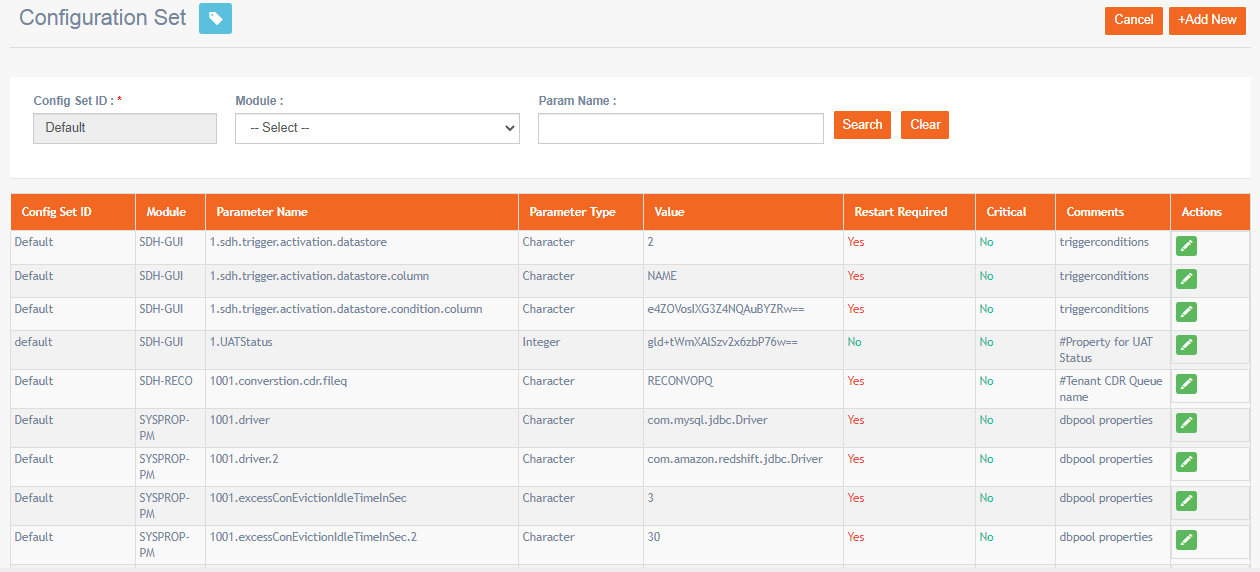 Configuration Set
Cancel
+Add New
Config Set ID : *
Module :
Param Name :
Default
-- Select --
Search
Clear
Config Set ID Module Parameter Name Parameter Type Value Restart Required Critical Comments Actions
Default SDH-GUI 1.sdh.trigger.activation.datastore Character 2 Yes No triggerconditions
Default SDH-GUI 1.sdh.trigger.activation.datastore.column Character NAME Yes No triggerconditions
Default SDH-GUI 1.sdh.trigger.activation.datastore.condition.column Character e4ZOVosIXG3Z4NQAuBYZRw== Yes No triggerconditions
default SDH-GUI 1.UATStatus Integer gld+tWmXAlSzv2x6zbP76w== No No #Property for UAT
Status
Default SDH-RECO 1001.converstion.cdr.fileq Character RECONVOPQ Yes No #Tenant CDR Queue
name
Default SYSPROP- 1001.driver Character com.mysql.jdbc.Driver Yes No dbpool properties
PM
Default SYSPROP- 1001.driver.2 Character com.amazon.redshift.jdbc.Driver Yes No dbpool properties
PM
Default SYSPROP- 1001.excessConEvictionIdleTimeInSec Character 3 Yes No dbpool properties
PM
Default SYSPROP- 1001.excessConEvictionIdleTimeInSec.2 Character 30 Yes No dbpool properties
PM